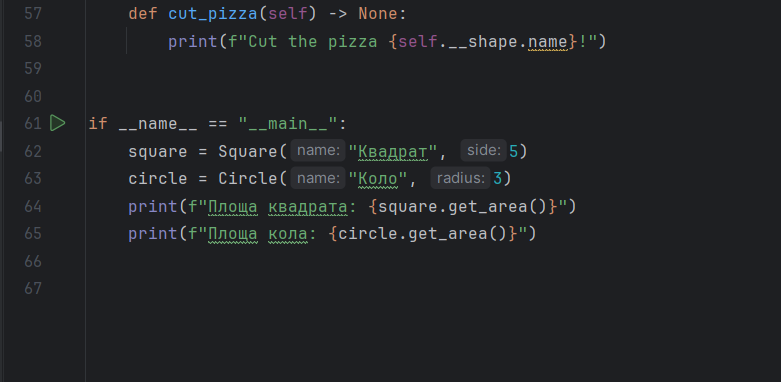 57 def cut_pizza(self) -> None:
58 print(f"Cut the pizza {self.__shape.name}!")
59
60
61 if __name__ == "__main__":
62 square = Square( name: "Квадрат", side: 5)
63 circle = Circle( name: "Коло", radius: 3)
64 print(f"Площа квадрата: {square.get_area()}")
65 print(f"Площа кола: {circle.get_area()}")
66
67